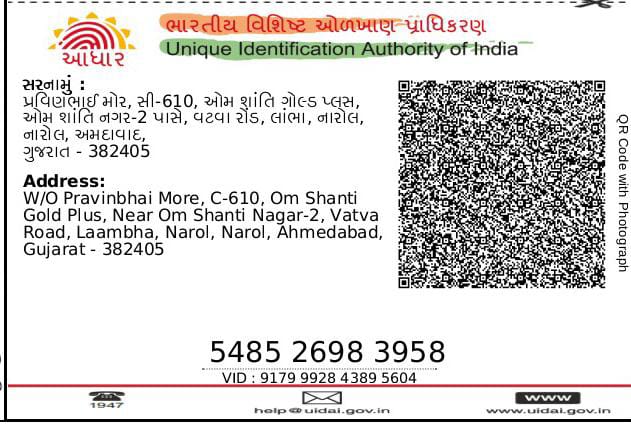 ભારતીય વિશિષ્ટ ઓળખાણ પ્રાધિકરણ
Unique Identification Authority of India
આધાર
સરનામું :
પ્રવિણભાઈ મોર, સી-610, ઓમ શાંતિ ગોલ્ડ પ્લસ,
ઓમ શાંતિ નગર-2 પાસે, વટવા રોડ, લાંભા, નારોલ,
નારોલ, અમદાવાદ,
ગુજરાત - 382405
Address:
W/O Pravinbhai More, C-610, Om Shanti
Gold Plus, Near Om Shanti Nagar-2, Vatva
Road, Laambha, Narol, Narol, Ahmedabad,
Gujarat - 382405
QR Code with Photograph
5485 2698 3958
VID : 9179 9928 4389 5604
1947
help@uidai.gov.in
www
www.uidai.gov.in